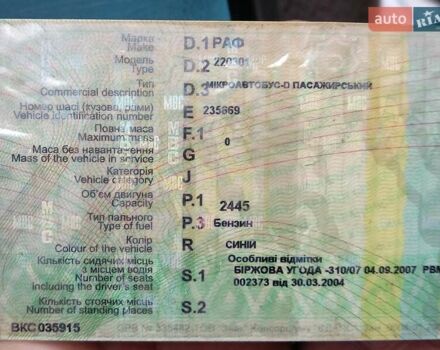 auto RIA
Марка D.1 РАФ
Make
Модель D.2 220301
Type
Тип D.3 МІКРОАВТОБУС-D ПАСАЖИРСЬКИЙ
Commercial description
Номер шасі (кузова, рами) E 235669
Vehicle identification number
Повна маса F.1 0
Maximum mass
Маса без навантаження G
Mass of the vehicle in service
Категорія J
Vehicle category
Об'єм двигуна P.1 2445
Capacity
Тип пального P.3 Бензин
Type of fuel
Колір R СИНІЙ
Colour of the vehicle
Кількість сидячих місць Особливі відмітки
з місцем водія S.1 БІРЖОВА УГОДА -310/07 04.09.2007 РВМ
Number of seats 002373 від 30.03.2004
including the driver's seat
Кількість стоячих місць S.2
Number of standing places
ВКС 035915